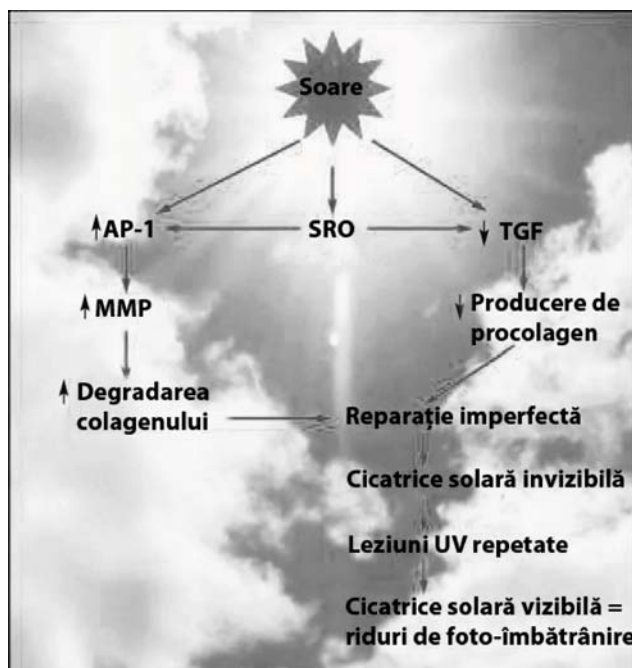 Soare
AP-1
SRO
TGF
MMP
Producere de
procolagen
Degradarea
colagenului
Reparație imperfectă
Cicatrice solară invizibilă
Leziuni UV repetate
Cicatrice solară vizibilă =
riduri de foto-îmbătrânire